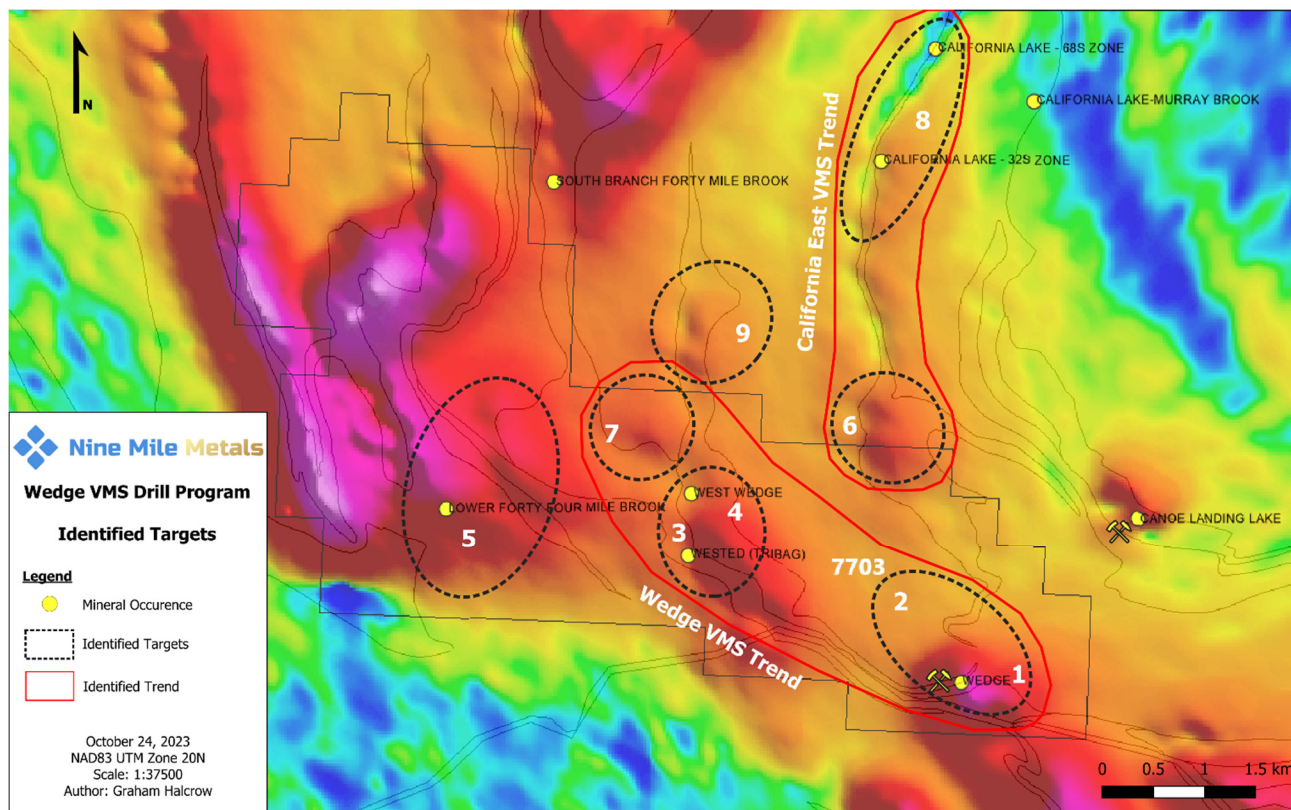 N
CALIFORNIA LAKE - 68S ZONE
CALIFORNIA LAKE-MURRAY BROOK
8
CALIFORNIA LAKE - 32S ZONE
SOUTH BRANCH FORTY MILE BROOK
California East VMS Trend
9
7
6
WEST WEDGE
4
LOWER FORTY FOUR MILE BROOK
5
3
WESTED (TRIBAG)
CANOE LANDING LAKE
7703
2
Wedge VMS Trend
WEDGE
1
Nine Mile Metals
Wedge VMS Drill Program
Identified Targets
Legend
Mineral Occurence
Identified Targets
Identified Trend
October 24, 2023
NAD83 UTM Zone 20N
Scale: 1:37500
Author: Graham Halcrow
0 0.5 1 1.5 km